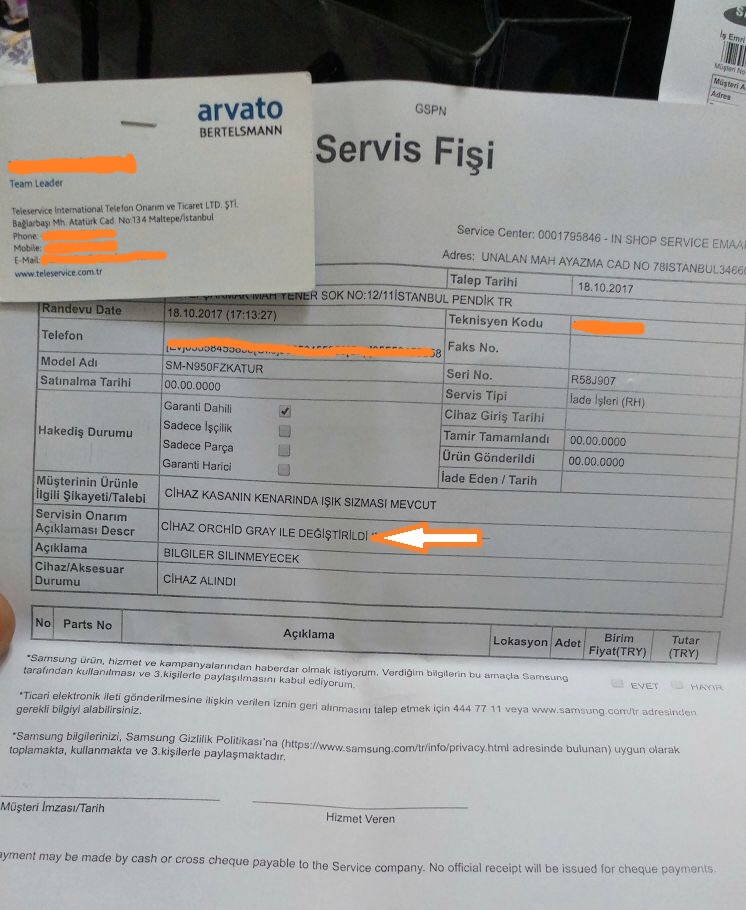 GSPN
arvato
BERTELSMANN
Team Leader
Teleservice International Telefon Onarım ve Ticaret LTD. ŞTİ.
Bağlarbaşı Mh. Atatürk Cad. No:134 Maltepe/İstanbul
Phone:
Mobile:
E-Mail:
www.teleservice.com.tr
Servis Fişi
İş Emri
Müşteri No
Müşteri A
Adres
Service Center: 0001795846 - IN SHOP SERVICE EMAA
Adres: UNALAN MAH AYAZMA CAD NO 78ISTANBUL3466
Talep Tarihi 18.10.2017
MAH YENER SOK NO:12/11İSTANBUL PENDİK TR
Randevu Date 18.10.2017 (17:13:27) Teknisyen Kodu
Telefon Faks No.
Model Adı SM-N950FZKATUR Seri No. R58J907
Satınalma Tarihi 00.00.0000 Servis Tipi İade İşleri (RH)
Hakediş Durumu
Garanti Dahili ✓ Cihaz Giriş Tarihi
Sadece İşçilik Tamir Tamamlandı 00.00.0000
Sadece Parça Ürün Gönderildi 00.00.0000
Garanti Harici İade Eden / Tarih
Müşterinin Ürünle
İlgili Şikayeti/Talebi CİHAZ KASANIN KENARINDA IŞIK SIZMASI MEVCUT
Servisin Onarım
Açıklaması Descr CİHAZ ORCHID GRAY ILE DEĞİŞTİRİLDİ
Açıklama BILGILER SILINMEYECEK
Cihaz/Aksesuar
Durumu CİHAZ ALINDI
No Parts No Açıklama Lokasyon Adet Birim Fiyat(TRY) Tutar (TRY)
*Samsung ürün, hizmet ve kampanyalarından haberdar olmak istiyorum. Verdiğim bilgilerin bu amaçla Samsung
tarafından kullanılması ve 3.kişilerle paylaşılmasını kabul ediyorum. EVET HAYIR
*Ticari elektronik ileti gönderilmesine ilişkin verilen iznin geri alınmasını talep etmek için 444 77 11 veya www.samsung.com/tr adresinden
gerekli bilgiyi alabilirsiniz.
*Samsung bilgilerinizi, Samsung Gizlilik Politikası'na (https://www.samsung.com/tr/info/privacy.html adresinde bulunan) uygun olarak
toplamakta, kullanmakta ve 3.kişilerle paylaşmaktadır.
Müşteri İmzası/Tarih
Hizmet Veren
ayment may be made by cash or cross cheque payable to the Service company. No official receipt will be issued for cheque payments.